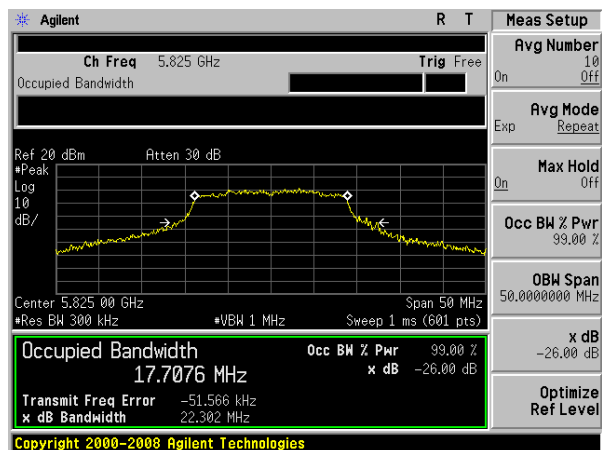 Agilent R T
Ch Freq 5.825 GHz Trig Free
Occupied Bandwidth
Ref 20 dBm Atten 30 dB
#Peak
Log
10
dB/
Center 5.825 00 GHz Span 50 MHz
#Res BW 300 kHz #VBW 1 MHz Sweep 1 ms (601 pts)
Occupied Bandwidth Occ BW % Pwr 99.00 %
17.7076 MHz x dB -26.00 dB
Transmit Freq Error -51.566 kHz
x dB Bandwidth 22.302 MHz
Copyright 2000-2008 Agilent Technologies
Meas Setup
Avg Number
10
On Off
Avg Mode
Exp Repeat
Max Hold
On Off
Occ BW % Pwr
99.00 %
OBW Span
50.0000000 MHz
x dB
-26.00 dB
Optimize
Ref Level